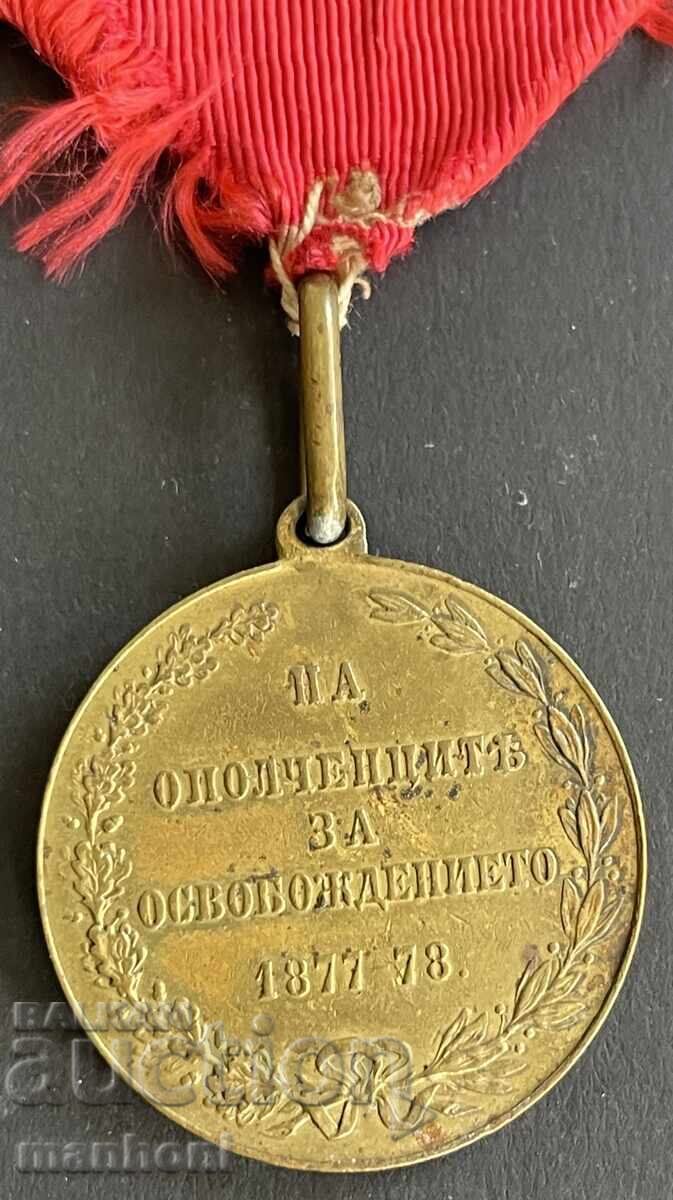 НА
ОПОЛЧЕНЦИТѢ
ЗА
ОСВОБОЖДЕНИЕТО
1877-78.
BALKAN
auction
manhoni